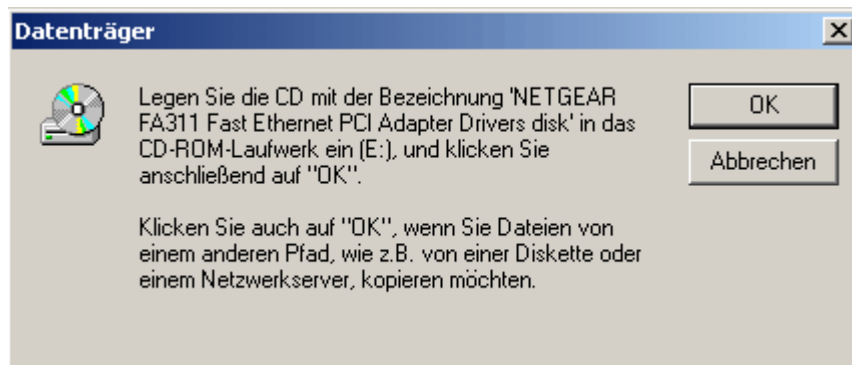 Datenträger
Legen Sie die CD mit der Bezeichnung 'NETGEAR
FA311 Fast Ethernet PCI Adapter Drivers disk' in das
CD-ROM-Laufwerk ein (E:), und klicken Sie
anschließend auf "OK".
Klicken Sie auch auf "OK", wenn Sie Dateien von
einem anderen Pfad, wie z.B. von einer Diskette oder
einem Netzwerkserver, kopieren möchten.
OK
Abbrechen